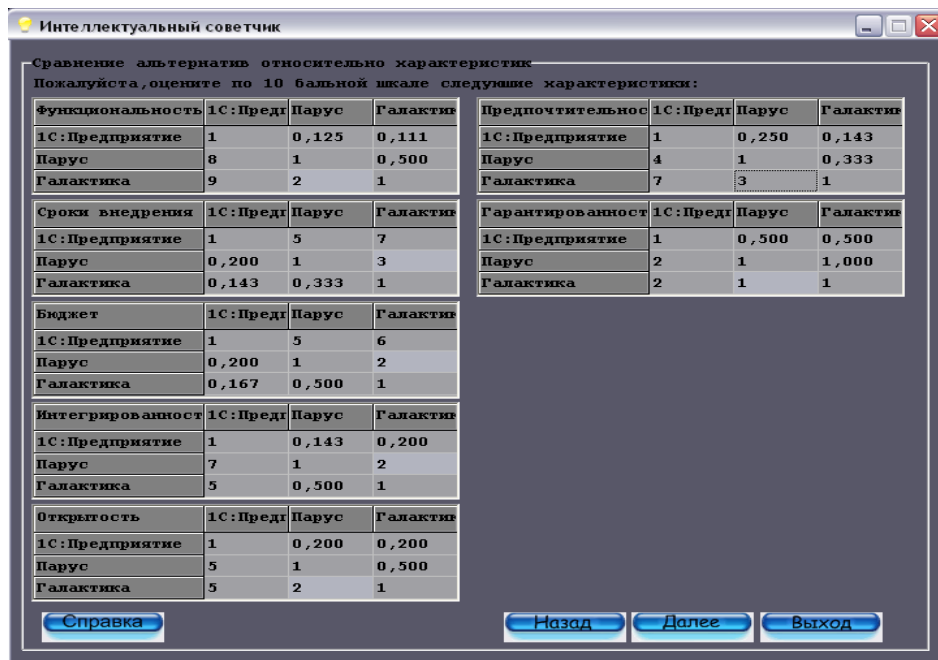 Интеллектуальный советчик
Сравнение альтернатив относительно характеристик
Пожалуйста,оцените по 10 бальной шкале следующие характеристики:
Функциональность 1С:Предг Парус Галактик
1С:Предприятие 1 0,125 0,111
Парус 8 1 0,500
Галактика 9 2 1
Сроки внедрения 1С:Предг Парус Галактик
1С:Предприятие 1 5 7
Парус 0,200 1 3
Галактика 0,143 0,333 1
Бюджет 1С:Предг Парус Галактик
1С:Предприятие 1 5 6
Парус 0,200 1 2
Галактика 0,167 0,500 1
Интегрированност 1С:Предг Парус Галактик
1С:Предприятие 1 0,143 0,200
Парус 7 1 2
Галактика 5 0,500 1
Открытость 1С:Предг Парус Галактик
1С:Предприятие 1 0,200 0,200
Парус 5 1 0,500
Галактика 5 2 1
Предпочтительнос 1С:Предг Парус Галактик
1С:Предприятие 1 0,250 0,143
Парус 4 1 0,333
Галактика 7 3 1
Гарантированност 1С:Предг Парус Галактик
1С:Предприятие 1 0,500 0,500
Парус 2 1 1,000
Галактика 2 1 1
Справка Назад Далее Выход